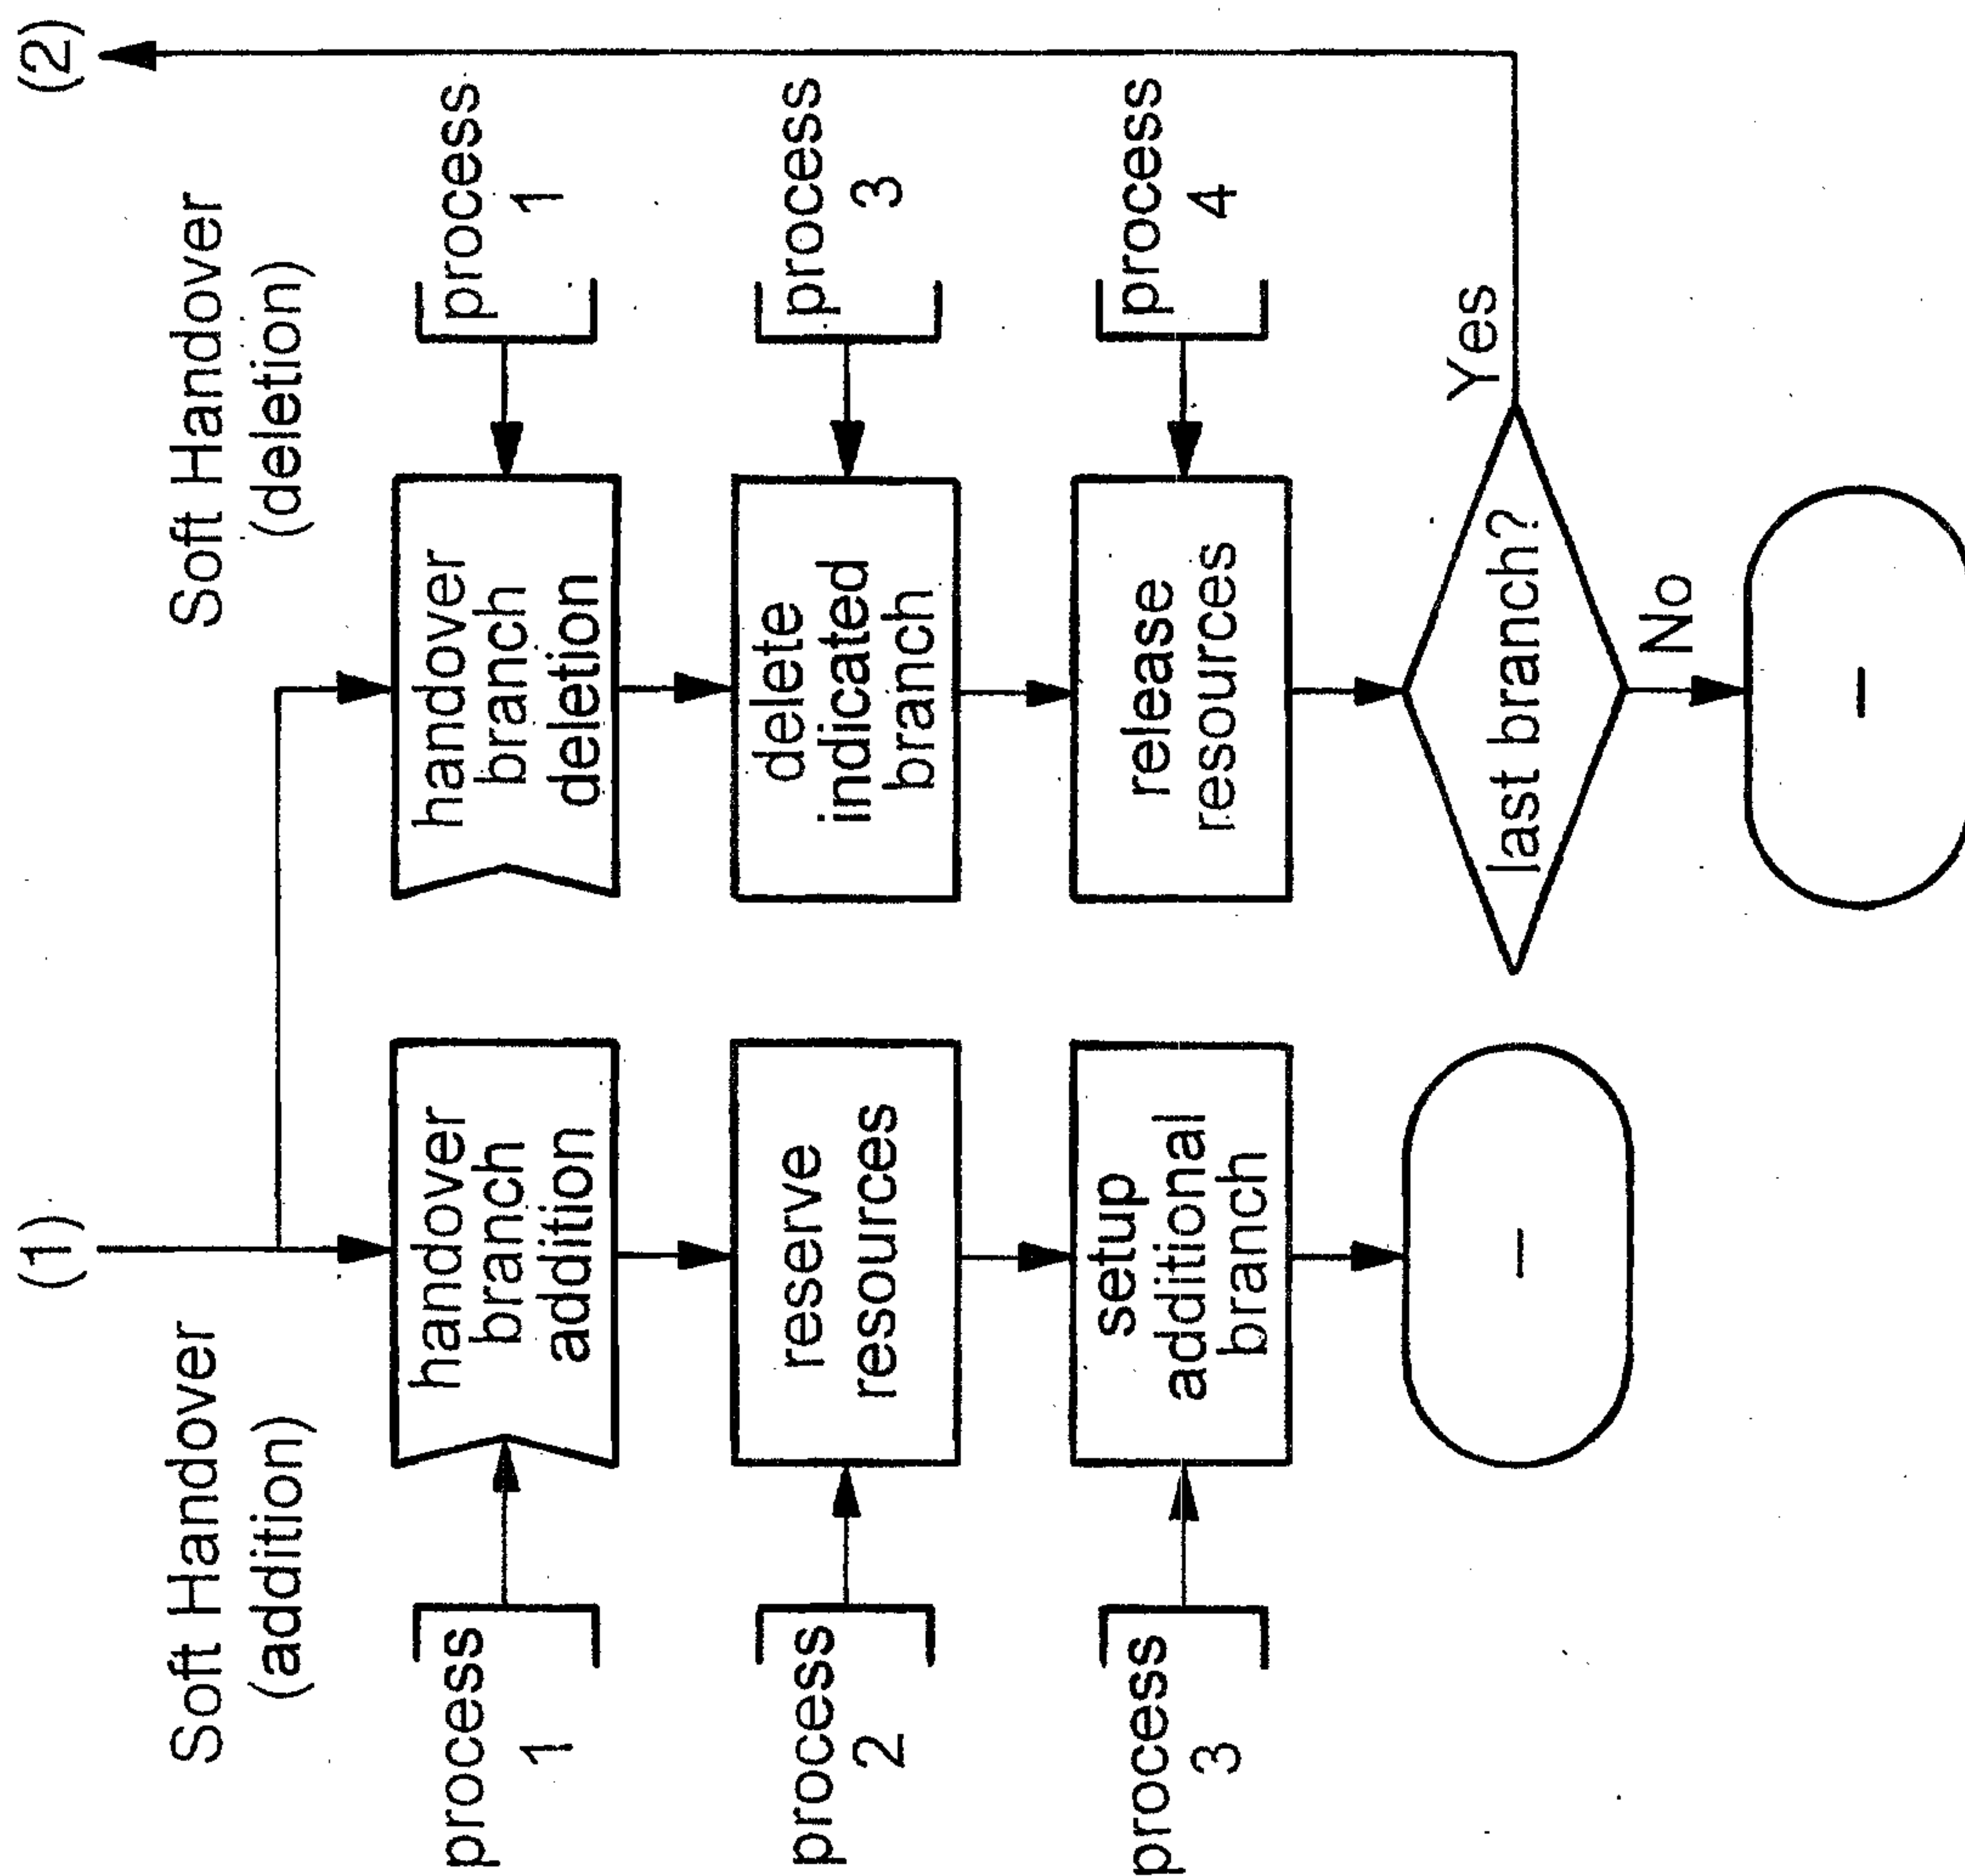 (1)
(2)
Soft Handover
(addition)
Soft Handover
(deletion)
process
1
handover
branch
addition
handover
branch
deletion
process
1
process
2
reserve
resources
delete
indicated
branch
process
3
process
3
setup
additional
branch
release
resources
process
4
last branch?
Yes
No
–
–